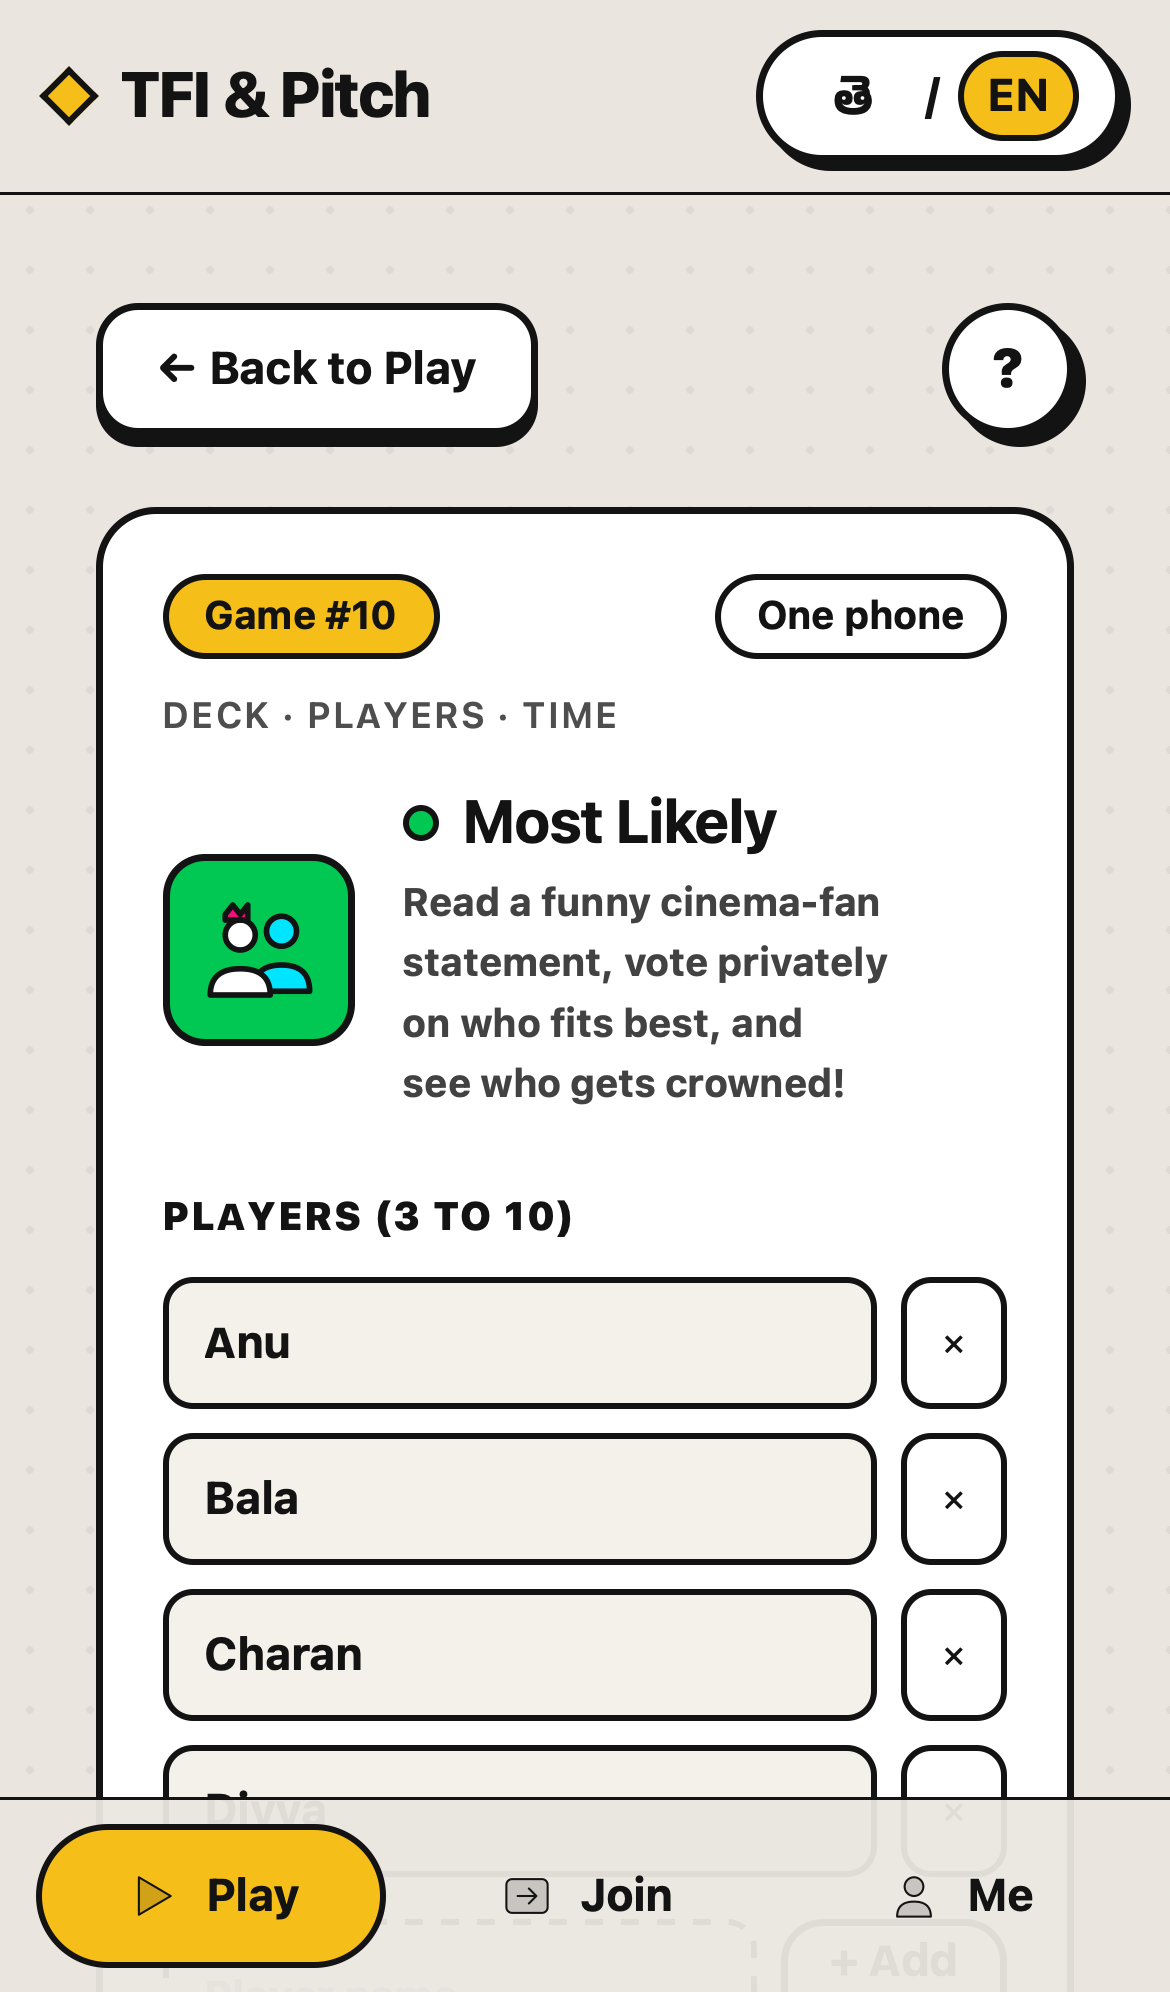 TFI & Pitch
తె / EN
← Back to Play
?
Game #10
One phone
DECK · PLAYERS · TIME
Most Likely
Read a funny cinema-fan
statement, vote privately
on who fits best, and
see who gets crowned!
PLAYERS (3 TO 10)
Anu
×
Bala
×
Charan
×
Divya
×
Player name
+ Add
Play
Join
Me